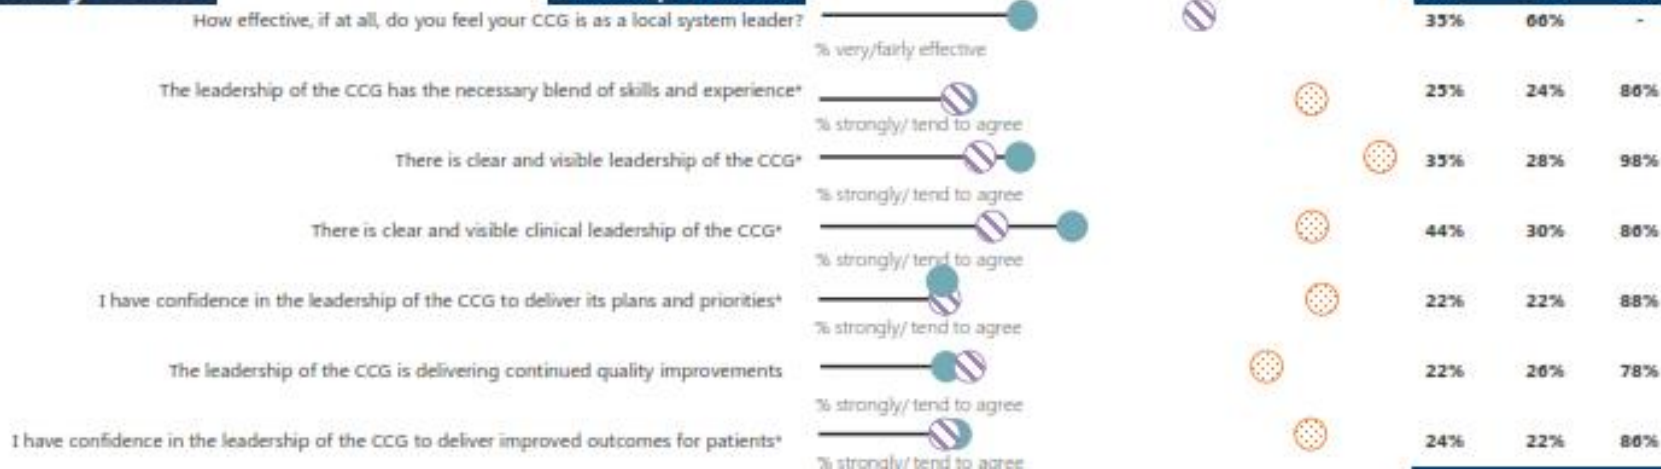 How effective, if at all, do you feel your CCG is as a local system leader? 35% 66% -
% very/fairly effective
The leadership of the CCG has the necessary blend of skills and experience* 25% 24% 86%
% strongly/ tend to agree
There is clear and visible leadership of the CCG* 35% 28% 98%
% strongly/ tend to agree
There is clear and visible clinical leadership of the CCG* 44% 30% 86%
% strongly/ tend to agree
I have confidence in the leadership of the CCG to deliver its plans and priorities* 22% 22% 88%
% strongly/ tend to agree
The leadership of the CCG is delivering continued quality improvements 22% 26% 78%
% strongly/ tend to agree
I have confidence in the leadership of the CCG to deliver improved outcomes for patients* 24% 22% 86%
% strongly/ tend to agree